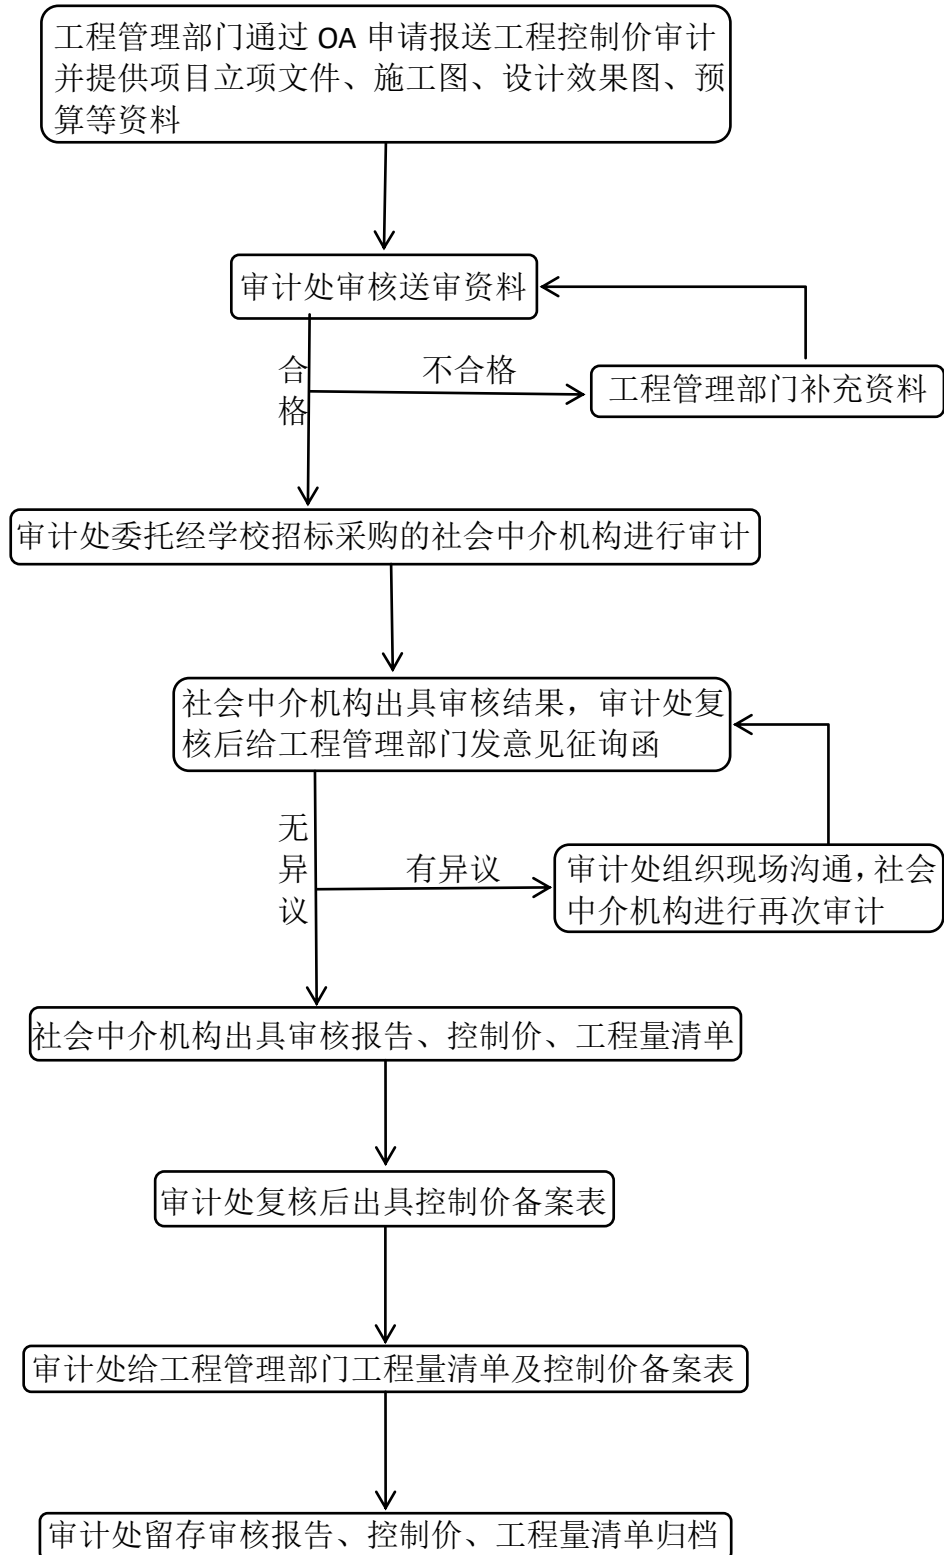 工程管理部门通过 OA 申请报送工程控制价审计
并提供项目立项文件、施工图、设计效果图、预
算等资料
审计处审核送审资料
合
格
不合格
工程管理部门补充资料
审计处委托经学校招标采购的社会中介机构进行审计
社会中介机构出具审核结果，审计处复
核后给工程管理部门发意见征询函
无
异
议
有异议
审计处组织现场沟通，社会
中介机构进行再次审计
社会中介机构出具审核报告、控制价、工程量清单
审计处复核后出具控制价备案表
审计处给工程管理部门工程量清单及控制价备案表
审计处留存审核报告、控制价、工程量清单归档